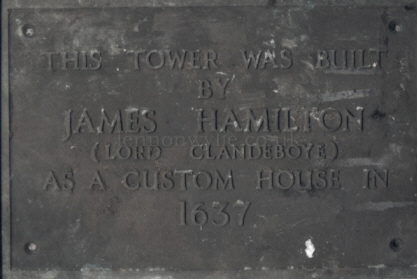 THIS TOWER WAS BUILT
BY
JAMES HAMILTON
(LORD CLANDEBOYE)
AS A CUSTOM HOUSE IN
1637